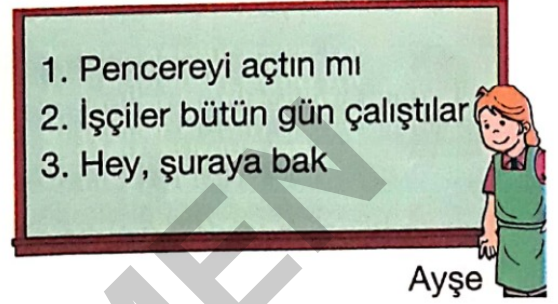 1. Pencereyi açtın mı
2. İşçiler bütün gün çalıştılar
3. Hey, şuraya bak
Ayşe